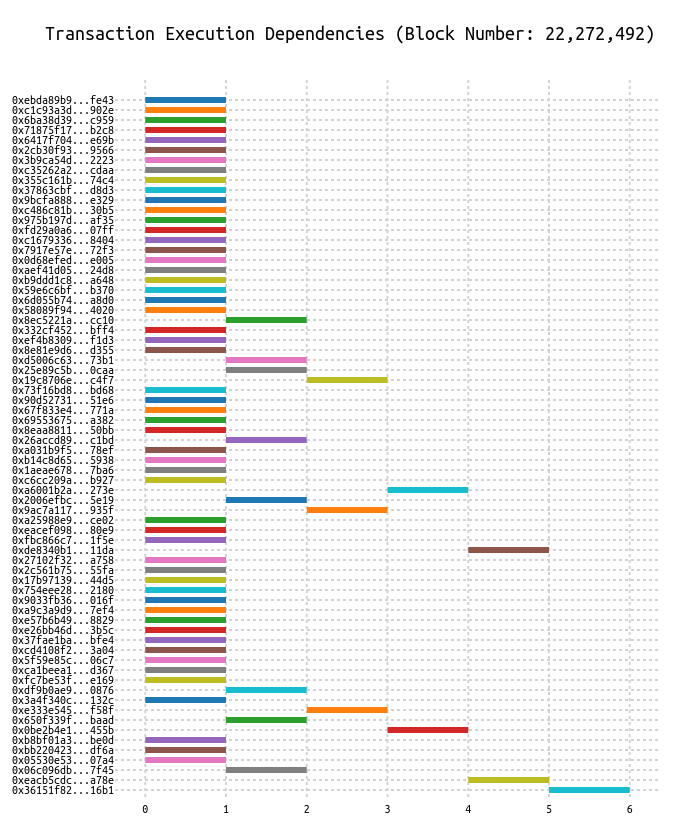 Transaction Execution Dependencies (Block Number: 22,272,492)
0xebda89b9...fe43
0xc1c93a3d...902e
0x6ba38d39...c959
0x71875f17...b2c8
0x6417f704...e69b
0x2cb30f93...9566
0x3b9ca54d...2223
0xc35262a2...cdaa
0x355c161b...74c4
0x37863cbf...d8d3
0x9bcfa888...e329
0xc486c81b...30b5
0x975b197d...af35
0xfd29a0a6...07ff
0xc1679336...8404
0x7917e57e...72f3
0x0d68efed...e005
0xaef41d05...24d8
0xb9ddd1c8...a648
0x59e6c6bf...b370
0x6d055b74...a8d0
0x58089f94...4020
0x8ec5221a...cc10
0x332cf452...bff4
0xef4b8309...f1d3
0x8e81e9d6...d355
0xd5006c63...73b1
0x25e89c5b...0caa
0x19c8706e...c4f7
0x73f16bd8...bd68
0x90d52731...51e6
0x67f833e4...771a
0x69553675...a382
0x8eaa8811...50bb
0x26accd89...c1bd
0xa031b9f5...78ef
0xb14c8d65...5938
0x1aeae678...7ba6
0xc6cc209a...b927
0xa6001b2a...273e
0x2006efbc...5e19
0x9ac7a117...935f
0xa25988e9...ce02
0xeacef098...80e9
0xfbc866c7...1f5e
0xde8340b1...11da
0x27102f32...a758
0x2c561b75...55fa
0x17b97139...44d5
0x754eee28...2180
0x9033fb36...016f
0xa9c3a9d9...7ef4
0xe57b6b49...8829
0xe26bb46d...3b5c
0x37fae1ba...bfe4
0xcd4108f2...3a04
0x5f59e85c...06c7
0xca1beea1...d367
0xfc7be53f...e169
0xdf9b0ae9...0876
0x3a4f340c...132c
0xe333e545...f58f
0x650f339f...baad
0x0be2b4e1...455b
0xb8bf01a3...be0d
0xbb220423...df6a
0x05530e53...07a4
0x06c096db...7f45
0xeacb5cdc...a78e
0x36151f82...16b1
0 1 2 3 4 5 6